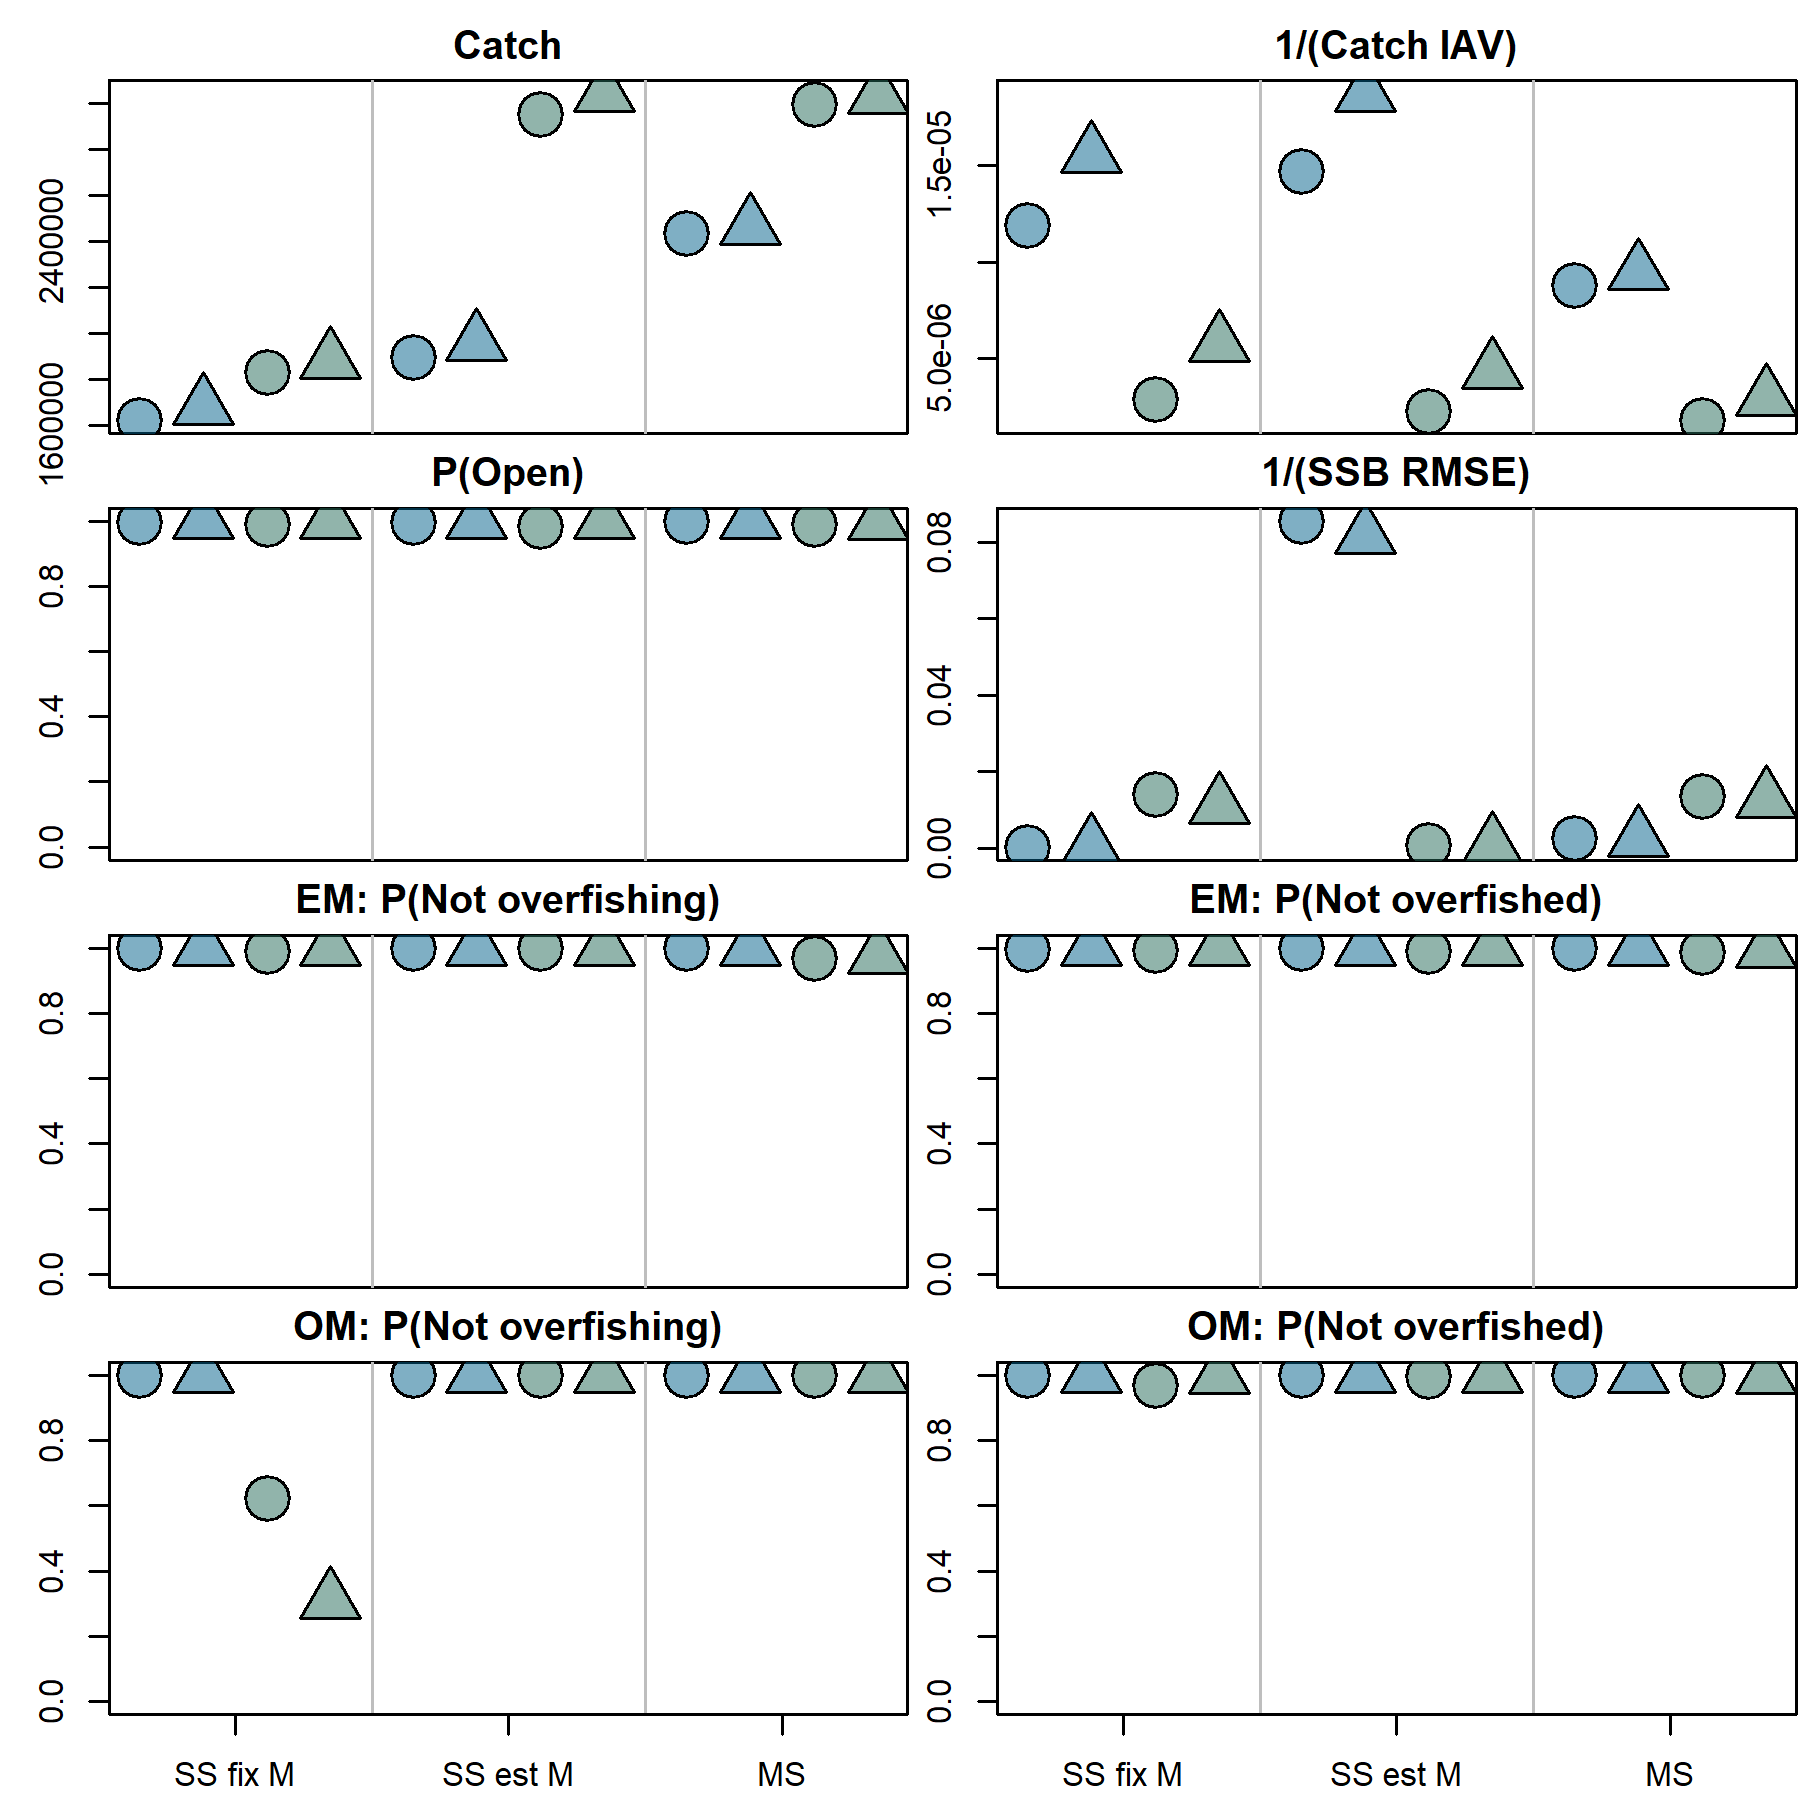 Catch
1/(Catch IAV)
1600000 2400000
5.0e-06 1.5e-05
P(Open)
1/(SSB RMSE)
0.0 0.4 0.8
0.00 0.04 0.08
EM: P(Not overfishing)
EM: P(Not overfished)
0.0 0.4 0.8
0.0 0.4 0.8
OM: P(Not overfishing)
OM: P(Not overfished)
0.0 0.4 0.8
0.0 0.4 0.8
SS fix M SS est M MS
SS fix M SS est M MS